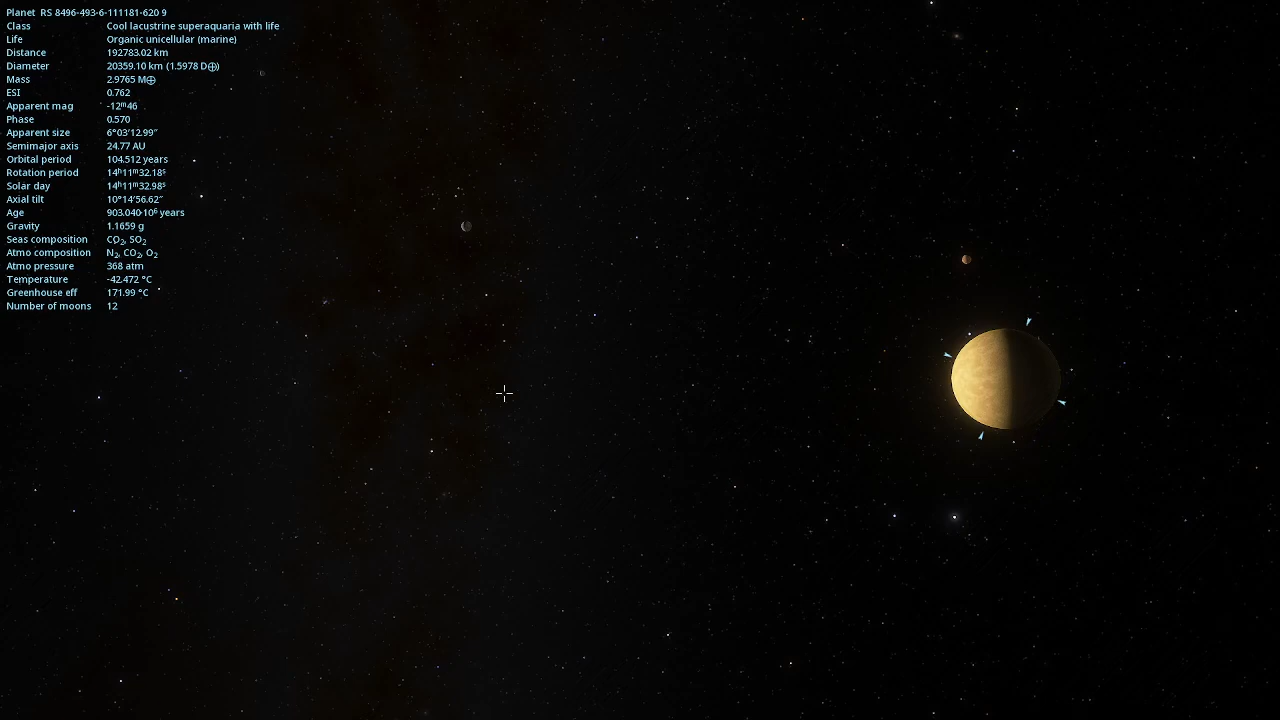 Planet RS 8496-493-6-111181-620 9
Class Cool lacustrine superaquaria with life
Life Organic unicellular (marine)
Distance 192783.02 km
Diameter 20359.10 km (1.5978 D⊕)
Mass 2.9765 M⊕
ESI 0.762
Apparent mag -12ᵐ46
Phase 0.570
Apparent size 6°03′12.99″
Semimajor axis 24.77 AU
Orbital period 104.512 years
Rotation period 14ʰ11ᵐ32.18ˢ
Solar day 14ʰ11ᵐ32.98ˢ
Axial tilt 10°14′56.62″
Age 903.040·10⁶ years
Gravity 1.1659 g
Seas composition CO₂, SO₂
Atmo composition N₂, CO₂, O₂
Atmo pressure 368 atm
Temperature -42.472 °C
Greenhouse eff 171.99 °C
Number of moons 12